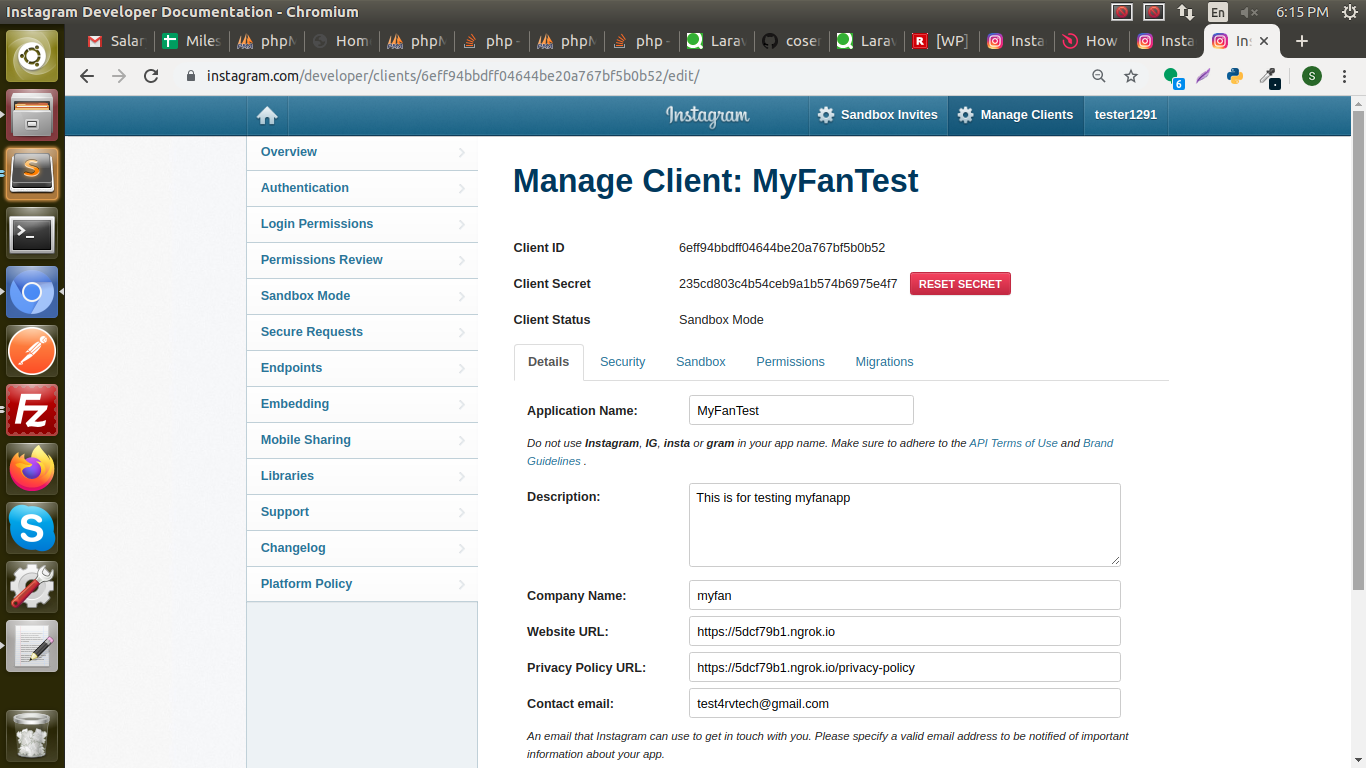 Instagram Developer Documentation - Chromium
En
6:15 PM
Salar
Miles
phpM
Hom
phpM
php -
phpM
php -
Larav
coser
Larav
[WP]
Insta
How
Insta
In
instagram.com/developer/clients/6eff94bbdff04644be20a767bf5b0b52/edit/
6
S
Instagram
Sandbox Invites
Manage Clients
tester1291
Overview
Authentication
Login Permissions
Permissions Review
Sandbox Mode
Secure Requests
Endpoints
Embedding
Mobile Sharing
Libraries
Support
Changelog
Platform Policy
Manage Client: MyFanTest
Client ID 6eff94bbdff04644be20a767bf5b0b52
Client Secret 235cd803c4b54ceb9a1b574b6975e4f7 RESET SECRET
Client Status Sandbox Mode
Details Security Sandbox Permissions Migrations
Application Name: MyFanTest
Do not use Instagram, IG, insta or gram in your app name. Make sure to adhere to the API Terms of Use and Brand
Guidelines .
Description: This is for testing myfanapp
Company Name: myfan
Website URL: https://5dcf79b1.ngrok.io
Privacy Policy URL: https://5dcf79b1.ngrok.io/privacy-policy
Contact email: test4rvtech@gmail.com
An email that Instagram can use to get in touch with you. Please specify a valid email address to be notified of important
information about your app.